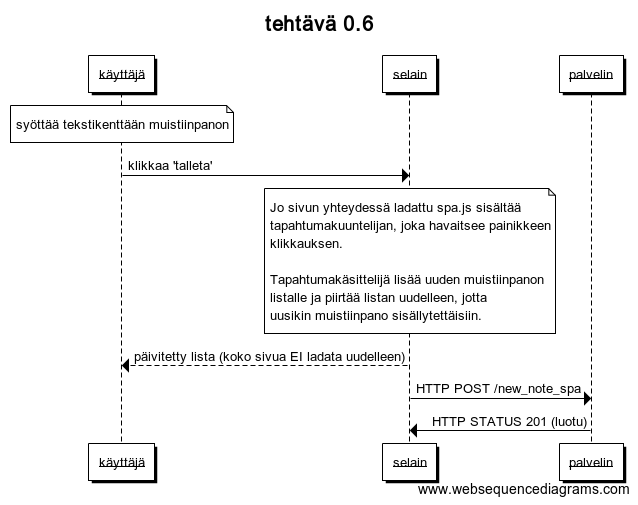 tehtävä 0.6
käyttäjä
selain
palvelin
syöttää tekstikenttään muistiinpanon
klikkaa 'talleta'
Jo sivun yhteydessä ladattu spa.js sisältää
tapahtumakuuntelijan, joka havaitsee painikkeen
klikkauksen.
Tapahtumakäsittelijä lisää uuden muistiinpanon
listalle ja piirtää listan uudelleen, jotta
uusikin muistiinpano sisällytettäisiin.
päivitetty lista (koko sivua EI ladata uudelleen)
HTTP POST /new_note_spa
HTTP STATUS 201 (luotu)
käyttäjä
selain
palvelin
www.websequencediagrams.com